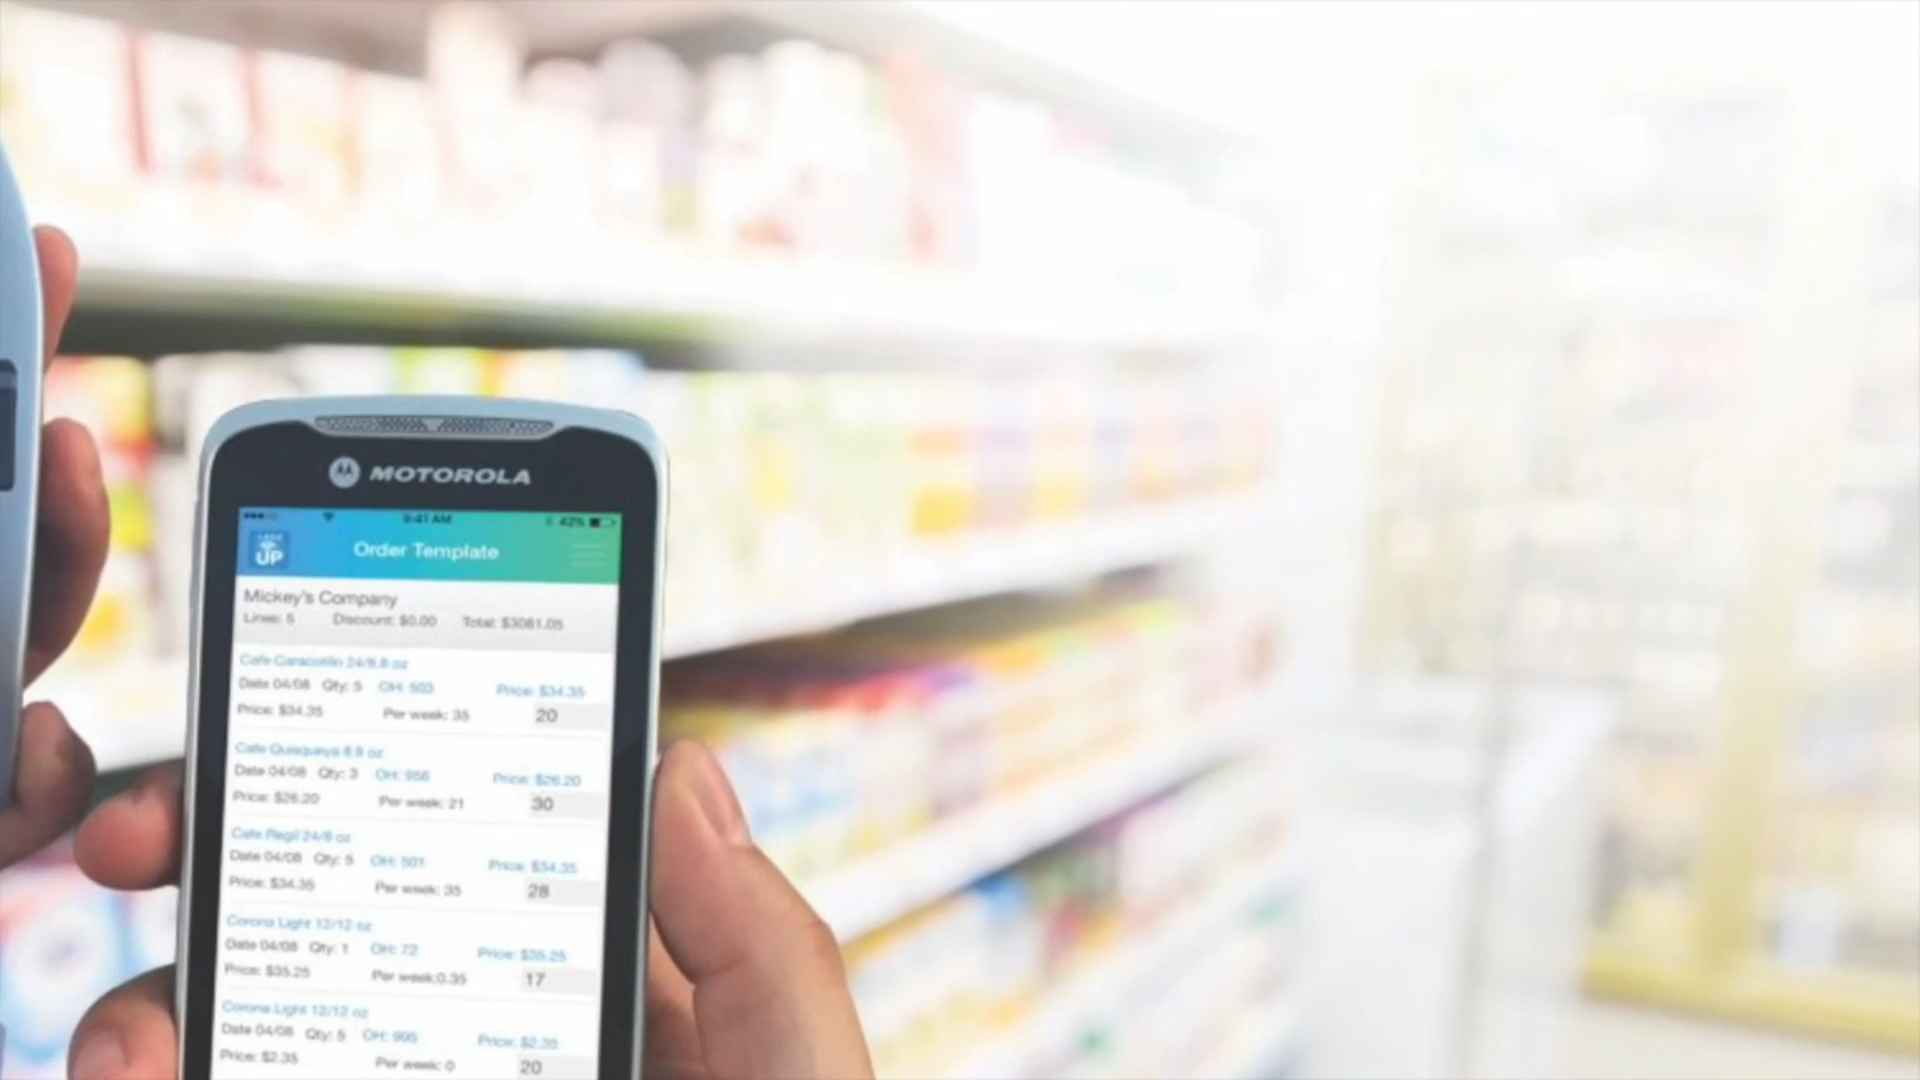 MOTOROLA
9:41 AM 42%
UP
Order Template
Mickey's Company
Lines: 5 Discount: $0.00 Total: $3081.05
Cafe Caracolillo 24/8.8 oz
Date 04/08 Qty: 5 OH: 503 Price: $34.35
Price: $34.35 Per week: 35 20
Cafe Quisqueya 8.8 oz
Date 04/08 Qty: 3 OH: 956 Price: $26.20
Price: $26.20 Per week: 21 30
Cafe Regil 24/8 oz
Date 04/08 Qty: 5 OH: 501 Price: $34.35
Price: $34.35 Per week: 35 28
Corona Light 12/12 oz
Date 04/08 Qty: 1 OH: 72 Price: $35.25
Price: $35.25 Per week:0.35 17
Corona Light 12/12 oz
Date 04/08 Qty: 5 OH: 995 Price: $2.35
Price: $2.35 Per week: 0 20